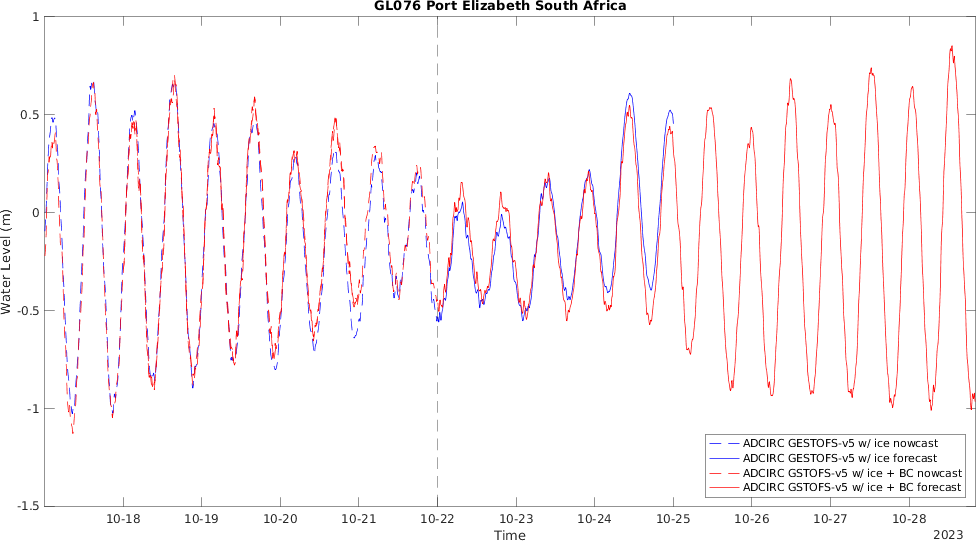 GL076 Port Elizabeth South Africa
1
0.5
0
-0.5
-1
-1.5
Water Level (m)
10-18 10-19 10-20 10-21 10-22 10-23 10-24 10-25 10-26 10-27 10-28
Time
2023
ADCIRC GESTOFS-v5 w/ ice nowcast
ADCIRC GESTOFS-v5 w/ ice forecast
ADCIRC GSTOFS-v5 w/ ice + BC nowcast
ADCIRC GSTOFS-v5 w/ ice + BC forecast